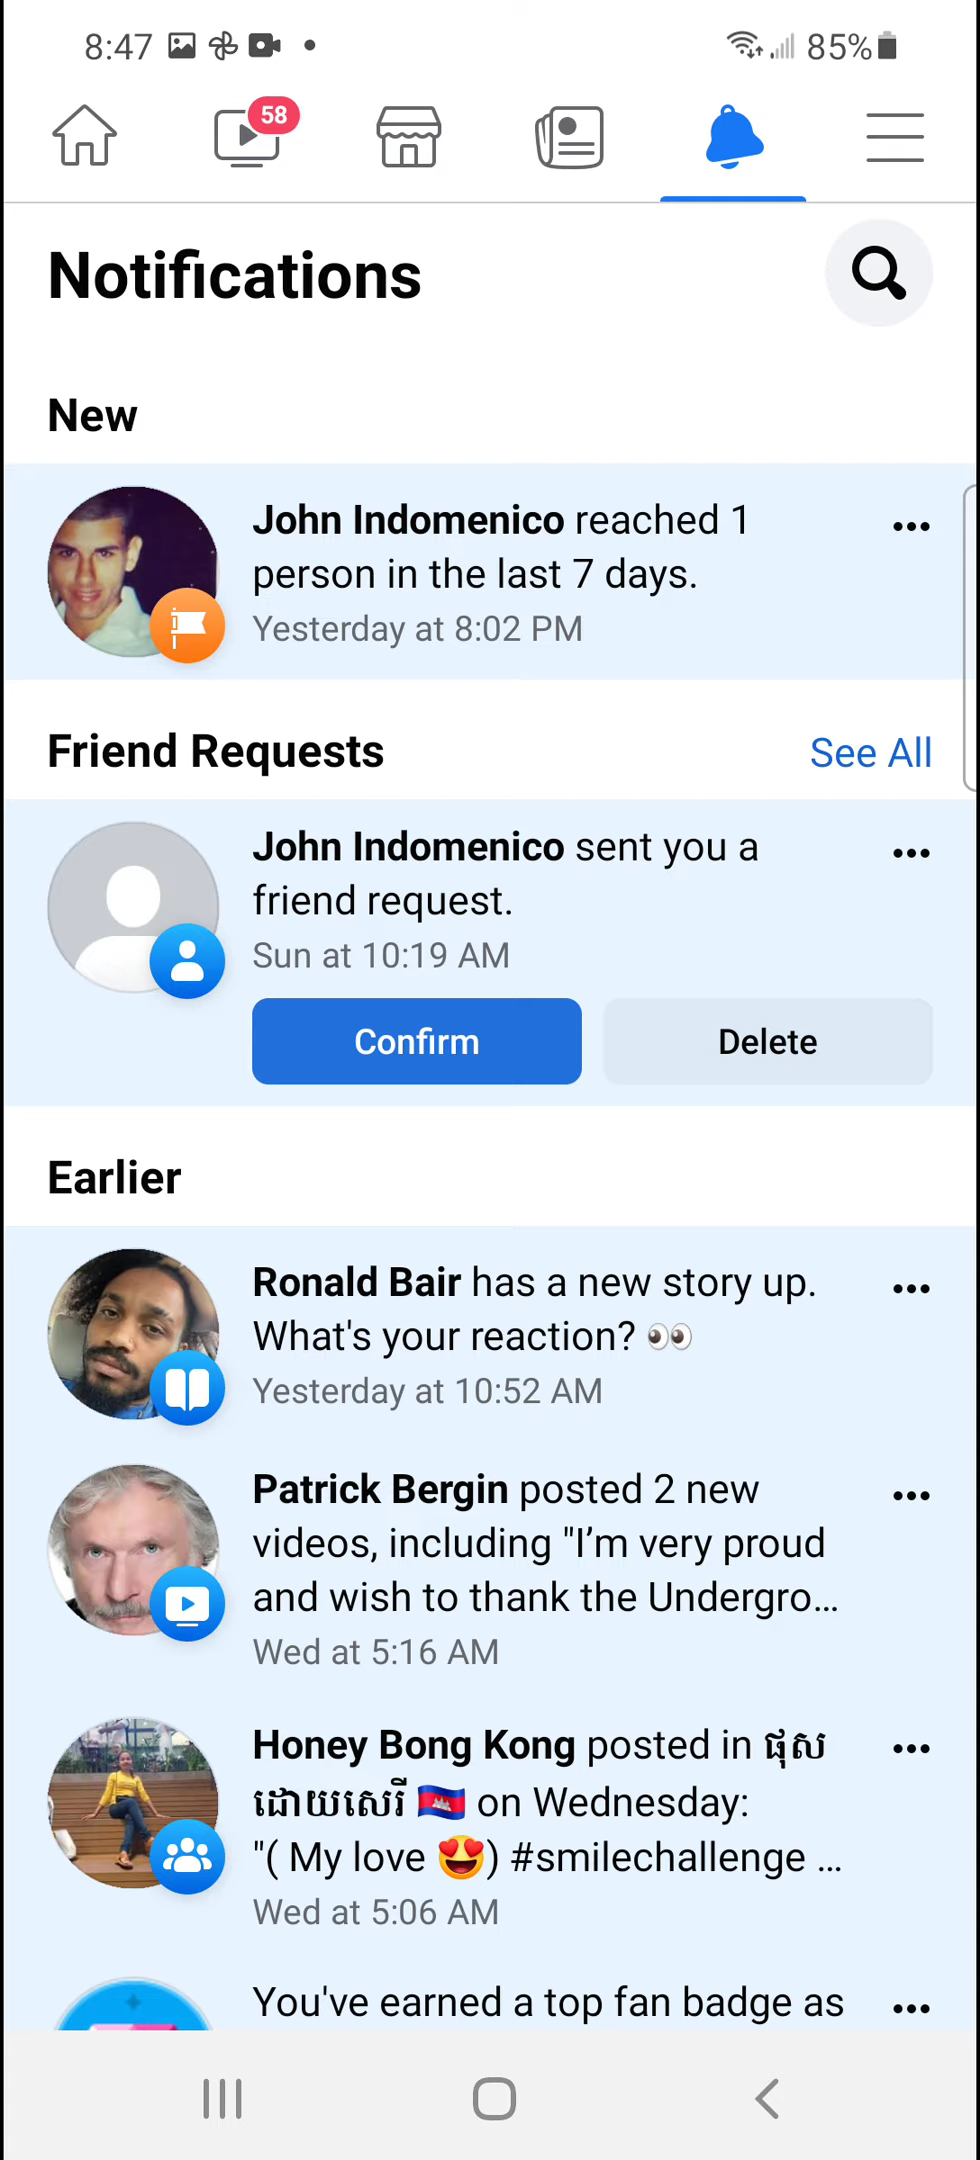 8:47
85%
58
Notifications
New
John Indomenico reached 1
person in the last 7 days.
Yesterday at 8:02 PM
Friend Requests
See All
John Indomenico sent you a
friend request.
Sun at 10:19 AM
Confirm
Delete
Earlier
Ronald Bair has a new story up.
What's your reaction? 👀
Yesterday at 10:52 AM
Patrick Bergin posted 2 new
videos, including "I’m very proud
and wish to thank the Undergro...
Wed at 5:16 AM
Honey Bong Kong posted in ផុស
ដោយសេរី 🇰🇭 on Wednesday:
"( My love 😍) #smilechallenge ...
Wed at 5:06 AM
You've earned a top fan badge as